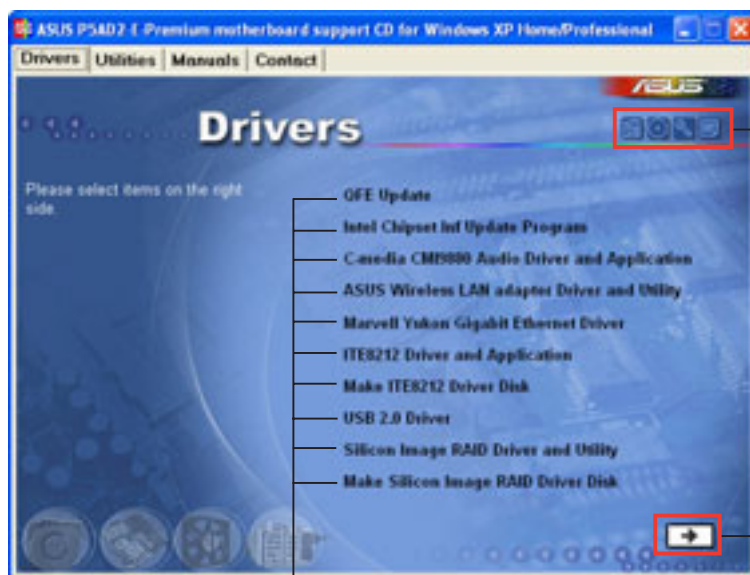 ASUS P5AD2-E-Premium motherboard support CD for Windows XP Home/Professional
Drivers Utilities Manuals Contact
ASUS
Drivers
Please select items on the right
side.
QFE Update
Intel Chipset Inf Update Program
C-media CMI9880 Audio Driver and Application
ASUS Wireless LAN adapter Driver and Utility
Marvell Yukon Gigabit Ethernet Driver
ITE8212 Driver and Application
Make ITE8212 Driver Disk
USB 2.0 Driver
Silicon Image RAID Driver and Utility
Make Silicon Image RAID Driver Disk